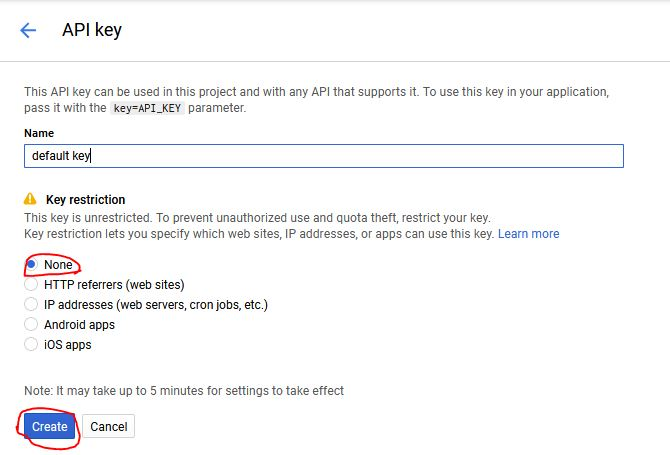 API key
This API key can be used in this project and with any API that supports it. To use this key in your application,
pass it with the key=API_KEY parameter.
Name
default key
Key restriction
This key is unrestricted. To prevent unauthorized use and quota theft, restrict your key.
Key restriction lets you specify which web sites, IP addresses, or apps can use this key. Learn more
None
HTTP referrers (web sites)
IP addresses (web servers, cron jobs, etc.)
Android apps
iOS apps
Note: It may take up to 5 minutes for settings to take effect
Create Cancel